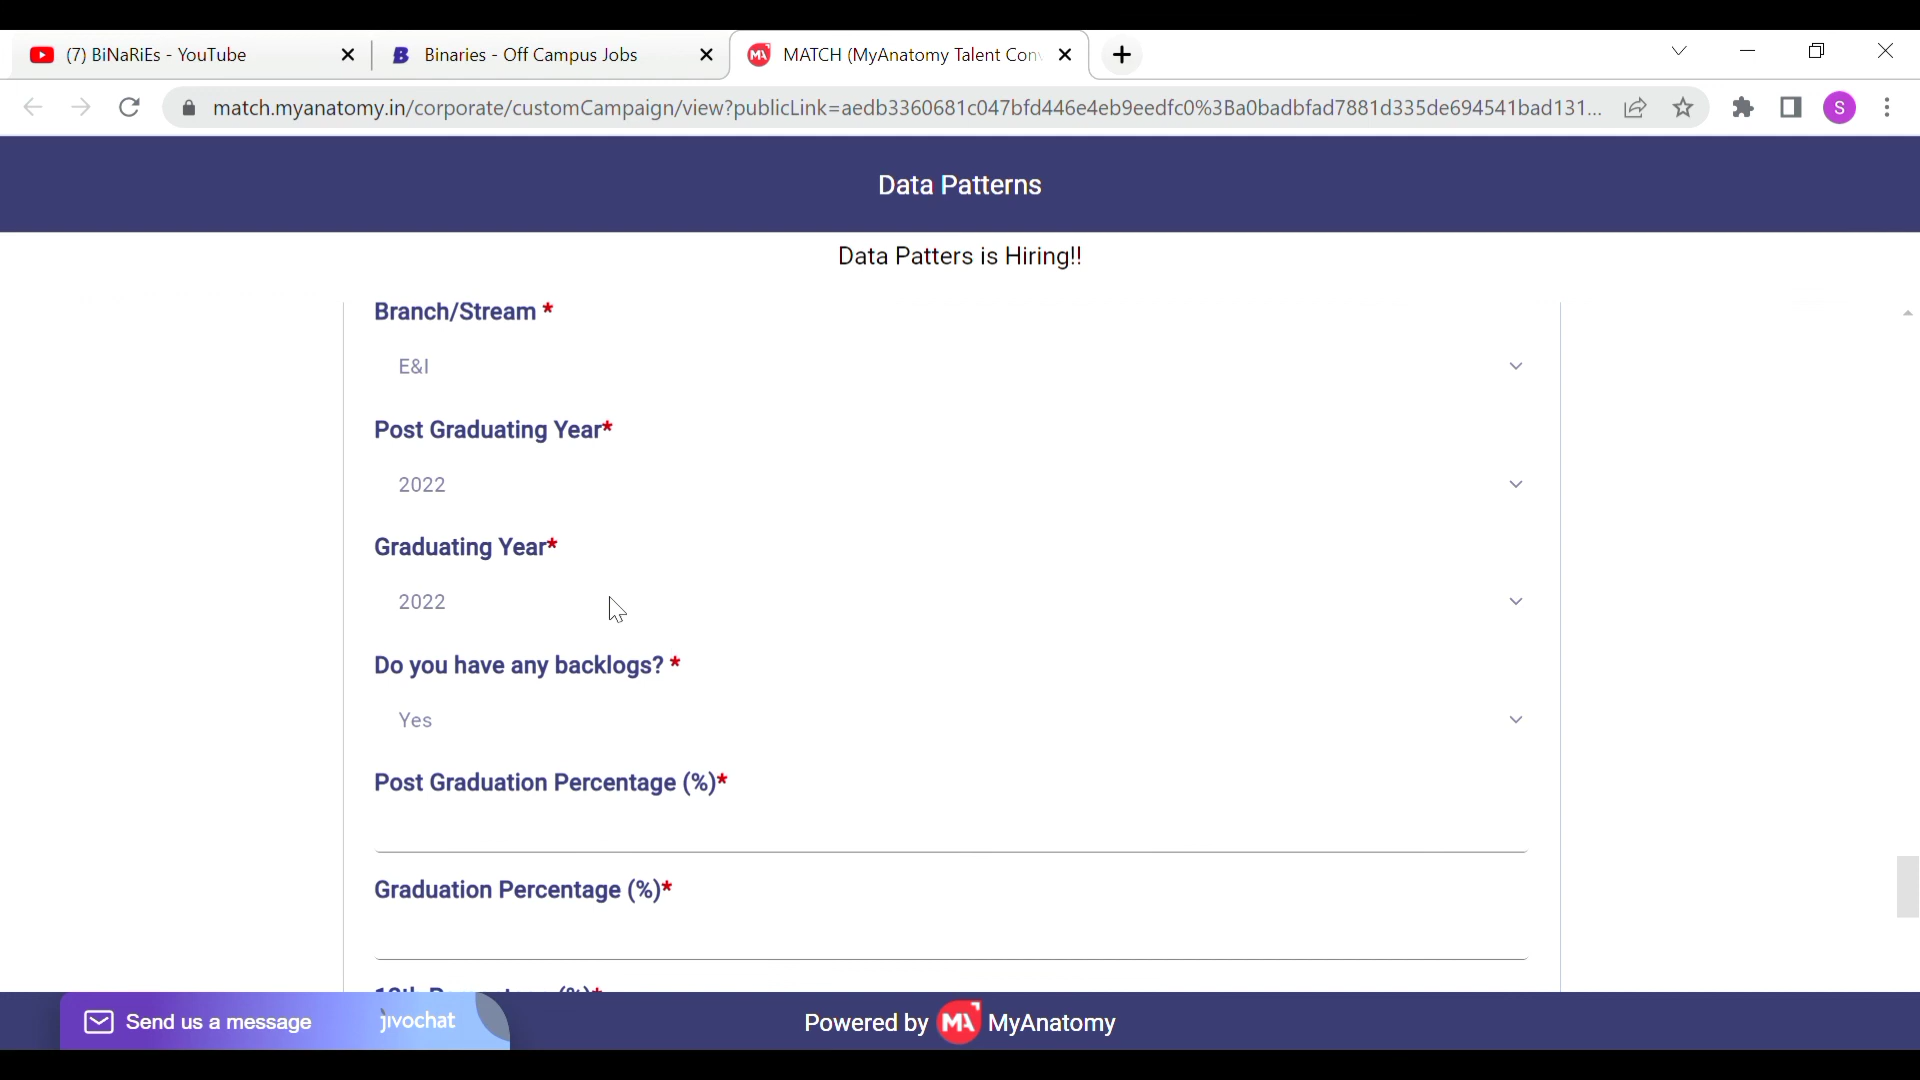 (7) BiNaRiEs - YouTube
Binaries - Off Campus Jobs
MATCH (MyAnatomy Talent Con
match.myanatomy.in/corporate/customCampaign/view?publicLink=aedb3360681c047bfd446e4eb9eedfc0%3Ba0badbfad7881d335de694541bad131...
S
Data Patterns
Data Patters is Hiring!!
Branch/Stream *
E&I
Post Graduating Year*
2022
Graduating Year*
2022
Do you have any backlogs? *
Yes
Post Graduation Percentage (%)*
Graduation Percentage (%)*
Send us a message
jivochat
Powered by MA MyAnatomy